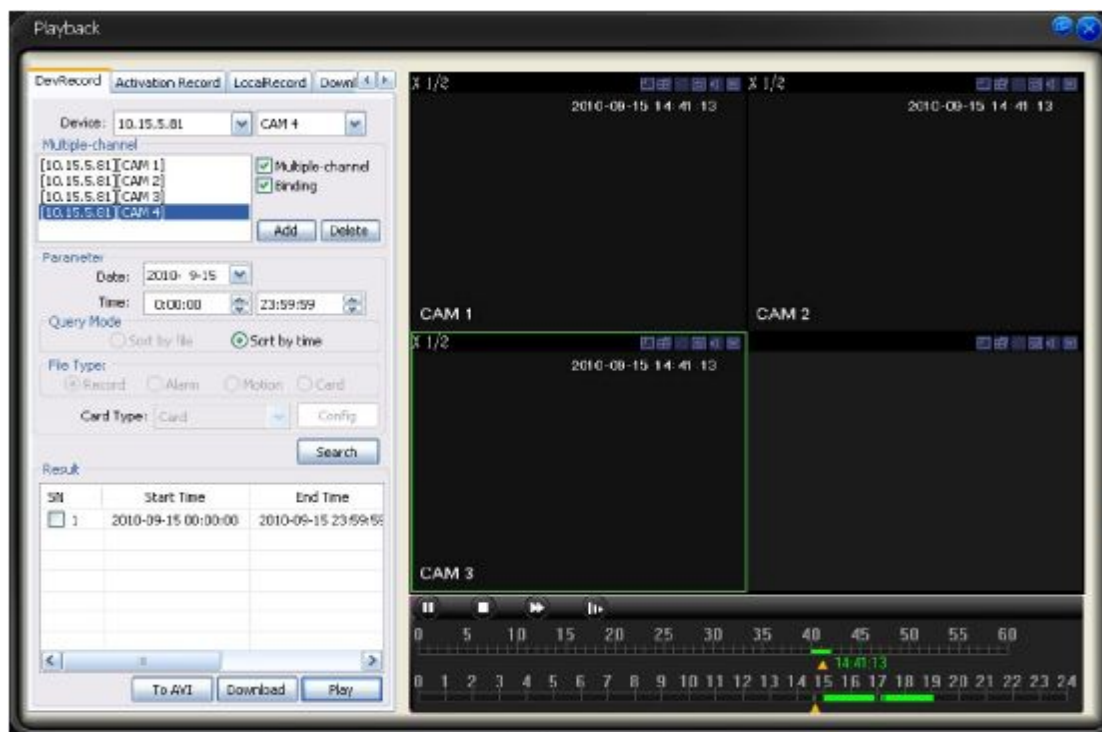 Playback
DevRecord Activation Record LocalRecord Downl
Device: 10.15.5.81 CAM 4
Multiple-channel
[10.15.5.81][CAM 1]
[10.15.5.81][CAM 2]
[10.15.5.81][CAM 3]
[10.15.5.81][CAM 4]
Multiple-channel
Binding
Add Delete
Parameter
Date: 2010- 9-15
Time: 0:00:00 23:59:59
Query Mode
Sort by file Sort by time
File Type:
Record Alarm Motion Card
Card Type: Card Config
Search
Result
SN Start Time End Time
1 2010-09-15 00:00:00 2010-09-15 23:59:59
To AVI Download Play
X 1/2
2010-09-15 14:41:13
CAM 1
X 1/2
2010-09-15 14:41:13
CAM 2
X 1/2
2010-09-15 14:41:13
CAM 3
0 5 10 15 20 25 30 35 40 45 50 55 60
14:41:13
0 1 2 3 4 5 6 7 8 9 10 11 12 13 14 15 16 17 18 19 20 21 22 23 24